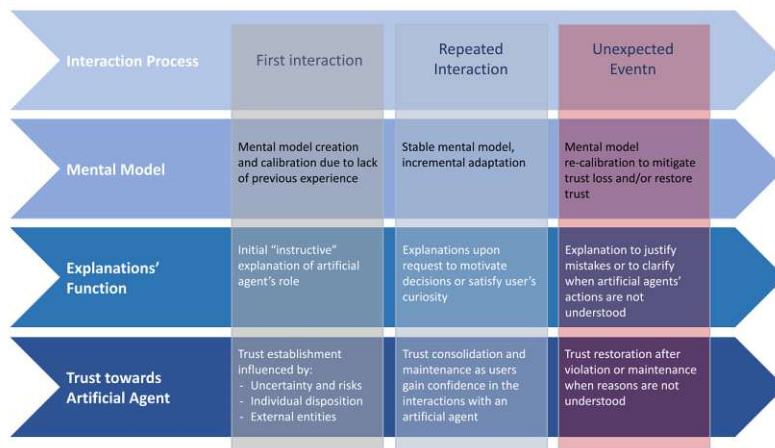 Interaction Process
First interaction
Repeated
Interaction
Unexpected
Eventn
Mental Model
Mental model creation
and calibration due to lack
of previous experience
Stable mental model,
incremental adaptation
Mental model
re-calibration to mitigate
trust loss and/or restore
trust
Explanations’
Function
Initial “instructive”
explanation of artificial
agent’s role
Explanations upon
request to motivate
decisions or satisfy user’s
curiosity
Explanation to justify
mistakes or to clarify
when artificial agents’
actions are not
understood
Trust towards
Artificial Agent
Trust establishment
influenced by:
- Uncertainty and risks
- Individual disposition
- External entities
Trust consolidation and
maintenance as users
gain confidence in the
interactions with an
artificial agent
Trust restoration after
violation or maintenance
when reasons are not
understood